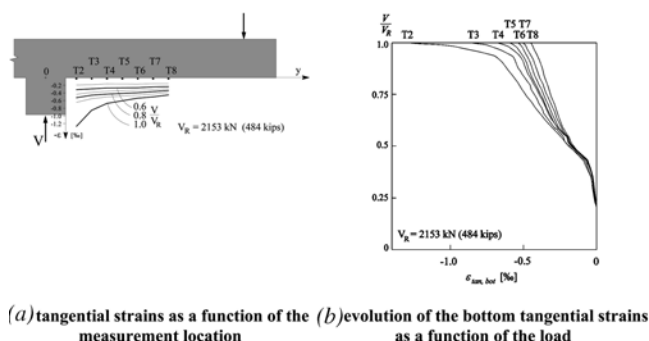 T5
T3
T7
0
T2
T4
T6
T8
y
-0.2
-0.4
-0.6
-0.8
-1.0
-1.2
0.6
0.8
1.0
V
V_R
V_R = 2153 kN (484 kips)
V
-ε [‰]
V
V_R
T5 T7
T2
T3
T4
T6
T8
1.0
0.75
0.5
0.25
0
V_R = 2153 kN (484 kips)
-1.0
-0.5
0
ε_tan, bot [‰]
(a) tangential strains as a function of the
measurement location
(b) evolution of the bottom tangential strains
as a function of the load